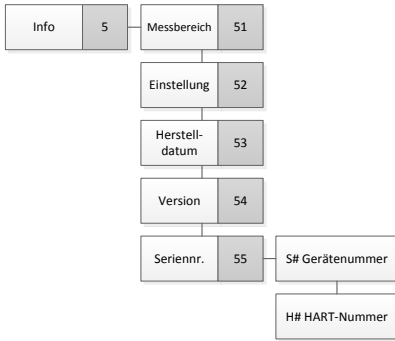 Info 5 Messbereich 51
Einstellung 52
Herstell-
datum 53
Version 54
Seriennr. 55 S# Gerätenummer
H# HART-Nummer